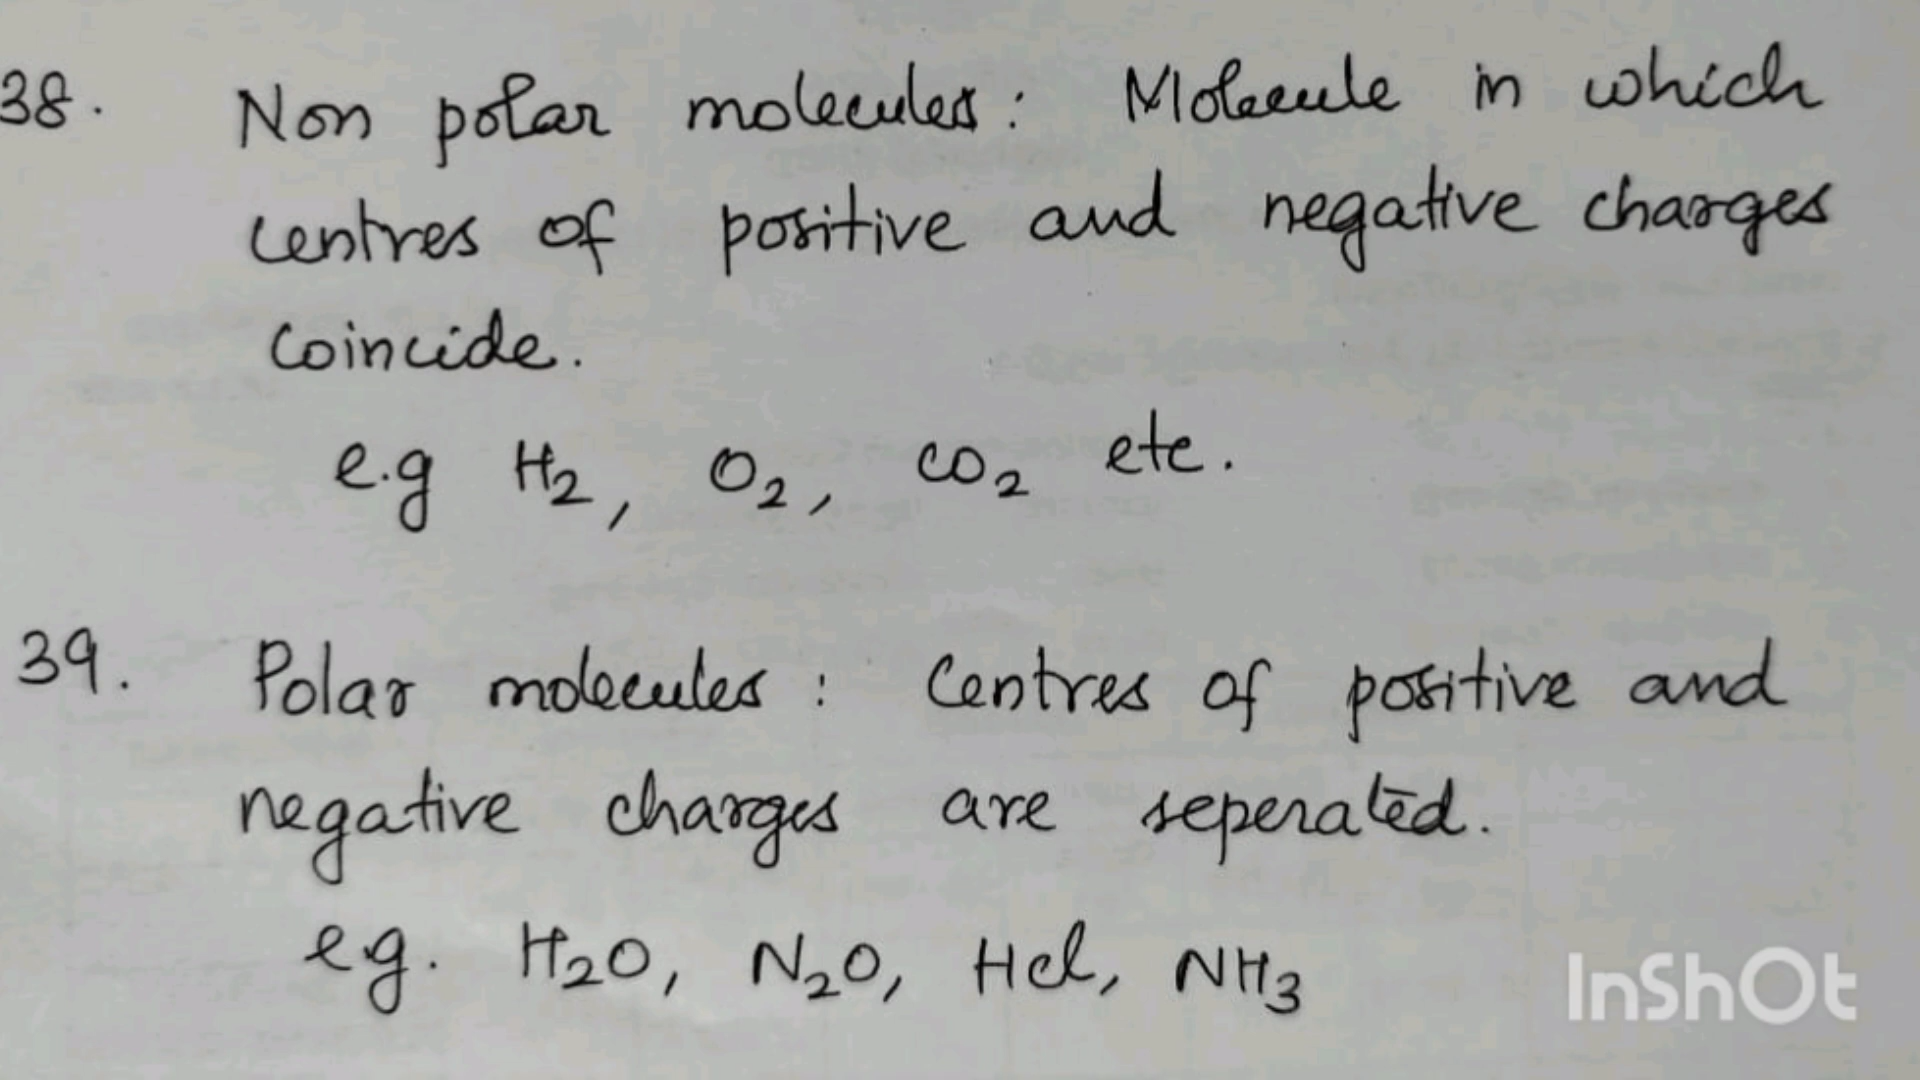 38. Non polar molecules: Molecule in which
centres of positive and negative charges
coincide.
e.g H₂, O₂, CO₂ etc.
39. Polar molecules: Centres of positive and
negative charges are seperated.
eg. H₂O, N₂O, Hcl, NH₃
InShOt